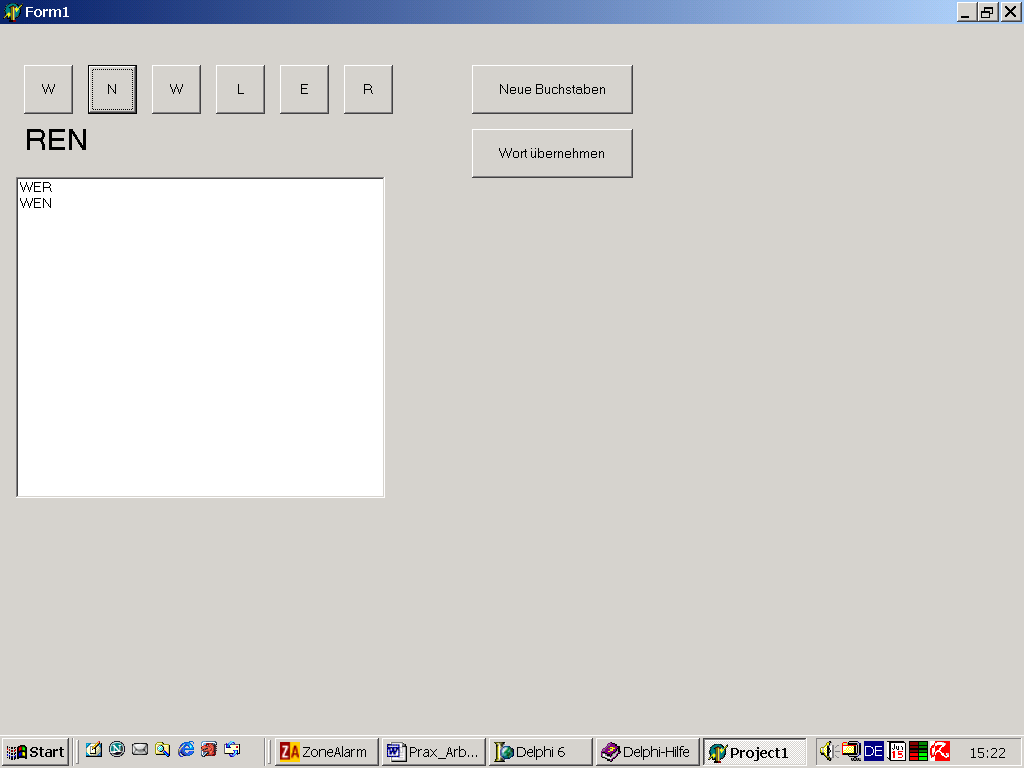 Form1
W N W L E R
Neue Buchstaben
REN
Wort übernehmen
WER
WEN
Start
ZoneAlarm
Prax_Arb...
Delphi 6
Delphi-Hilfe
Project1
DE
15:22